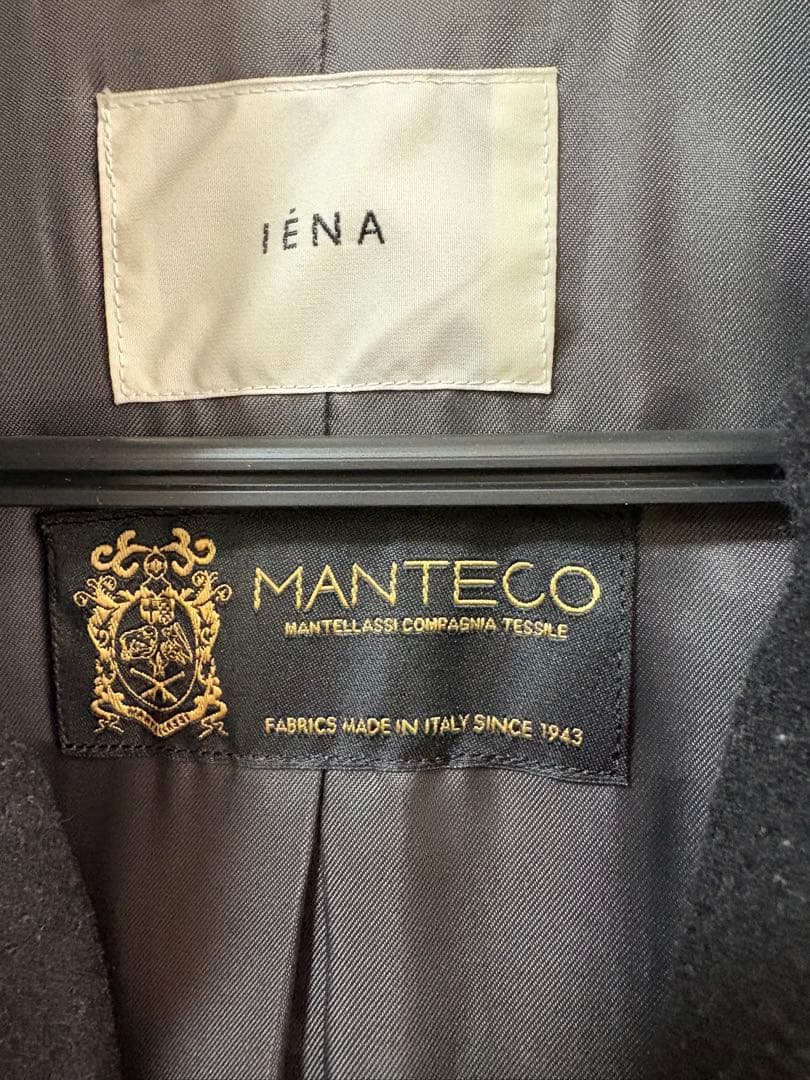 IÉNA
MANTECO
MANTELLASSI COMPAGNIA TESSILE
FABRICS MADE IN ITALY SINCE 1943